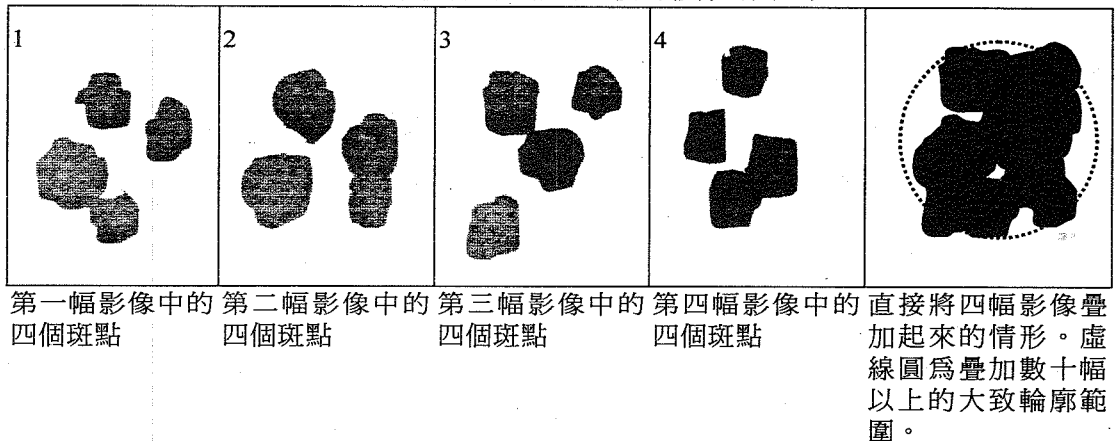 1
2
3
4
第一幅影像中的
四個斑點
第二幅影像中的
四個斑點
第三幅影像中的
四個斑點
第四幅影像中的
四個斑點
直接將四幅影像疊
加起來的情形。虛
線圓爲疊加數十幅
以上的大致輪廓範
圍。